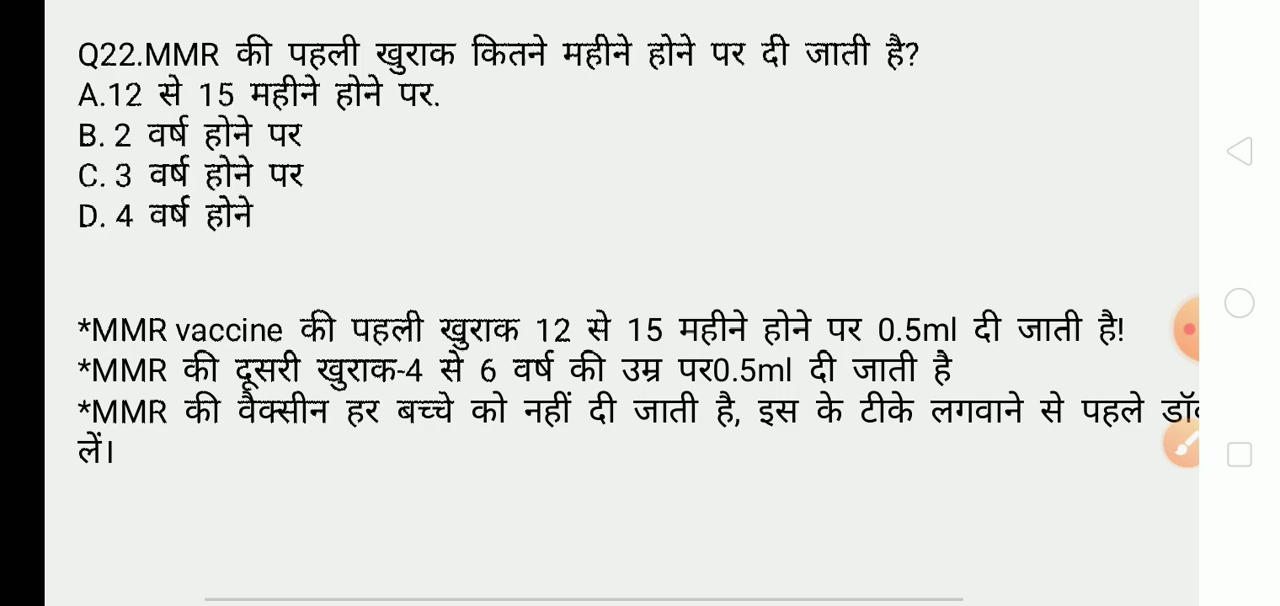 Q22.MMR की पहली खुराक कितने महीने होने पर दी जाती है?
A.12 से 15 महीने होने पर.
B. 2 वर्ष होने पर
C. 3 वर्ष होने पर
D. 4 वर्ष होने
*MMR vaccine की पहली खुराक 12 से 15 महीने होने पर 0.5ml दी जाती है!
*MMR की दूसरी खुराक-4 से 6 वर्ष की उम्र पर0.5ml दी जाती है
*MMR की वैक्सीन हर बच्चे को नहीं दी जाती है, इस के टीके लगवाने से पहले
लें।